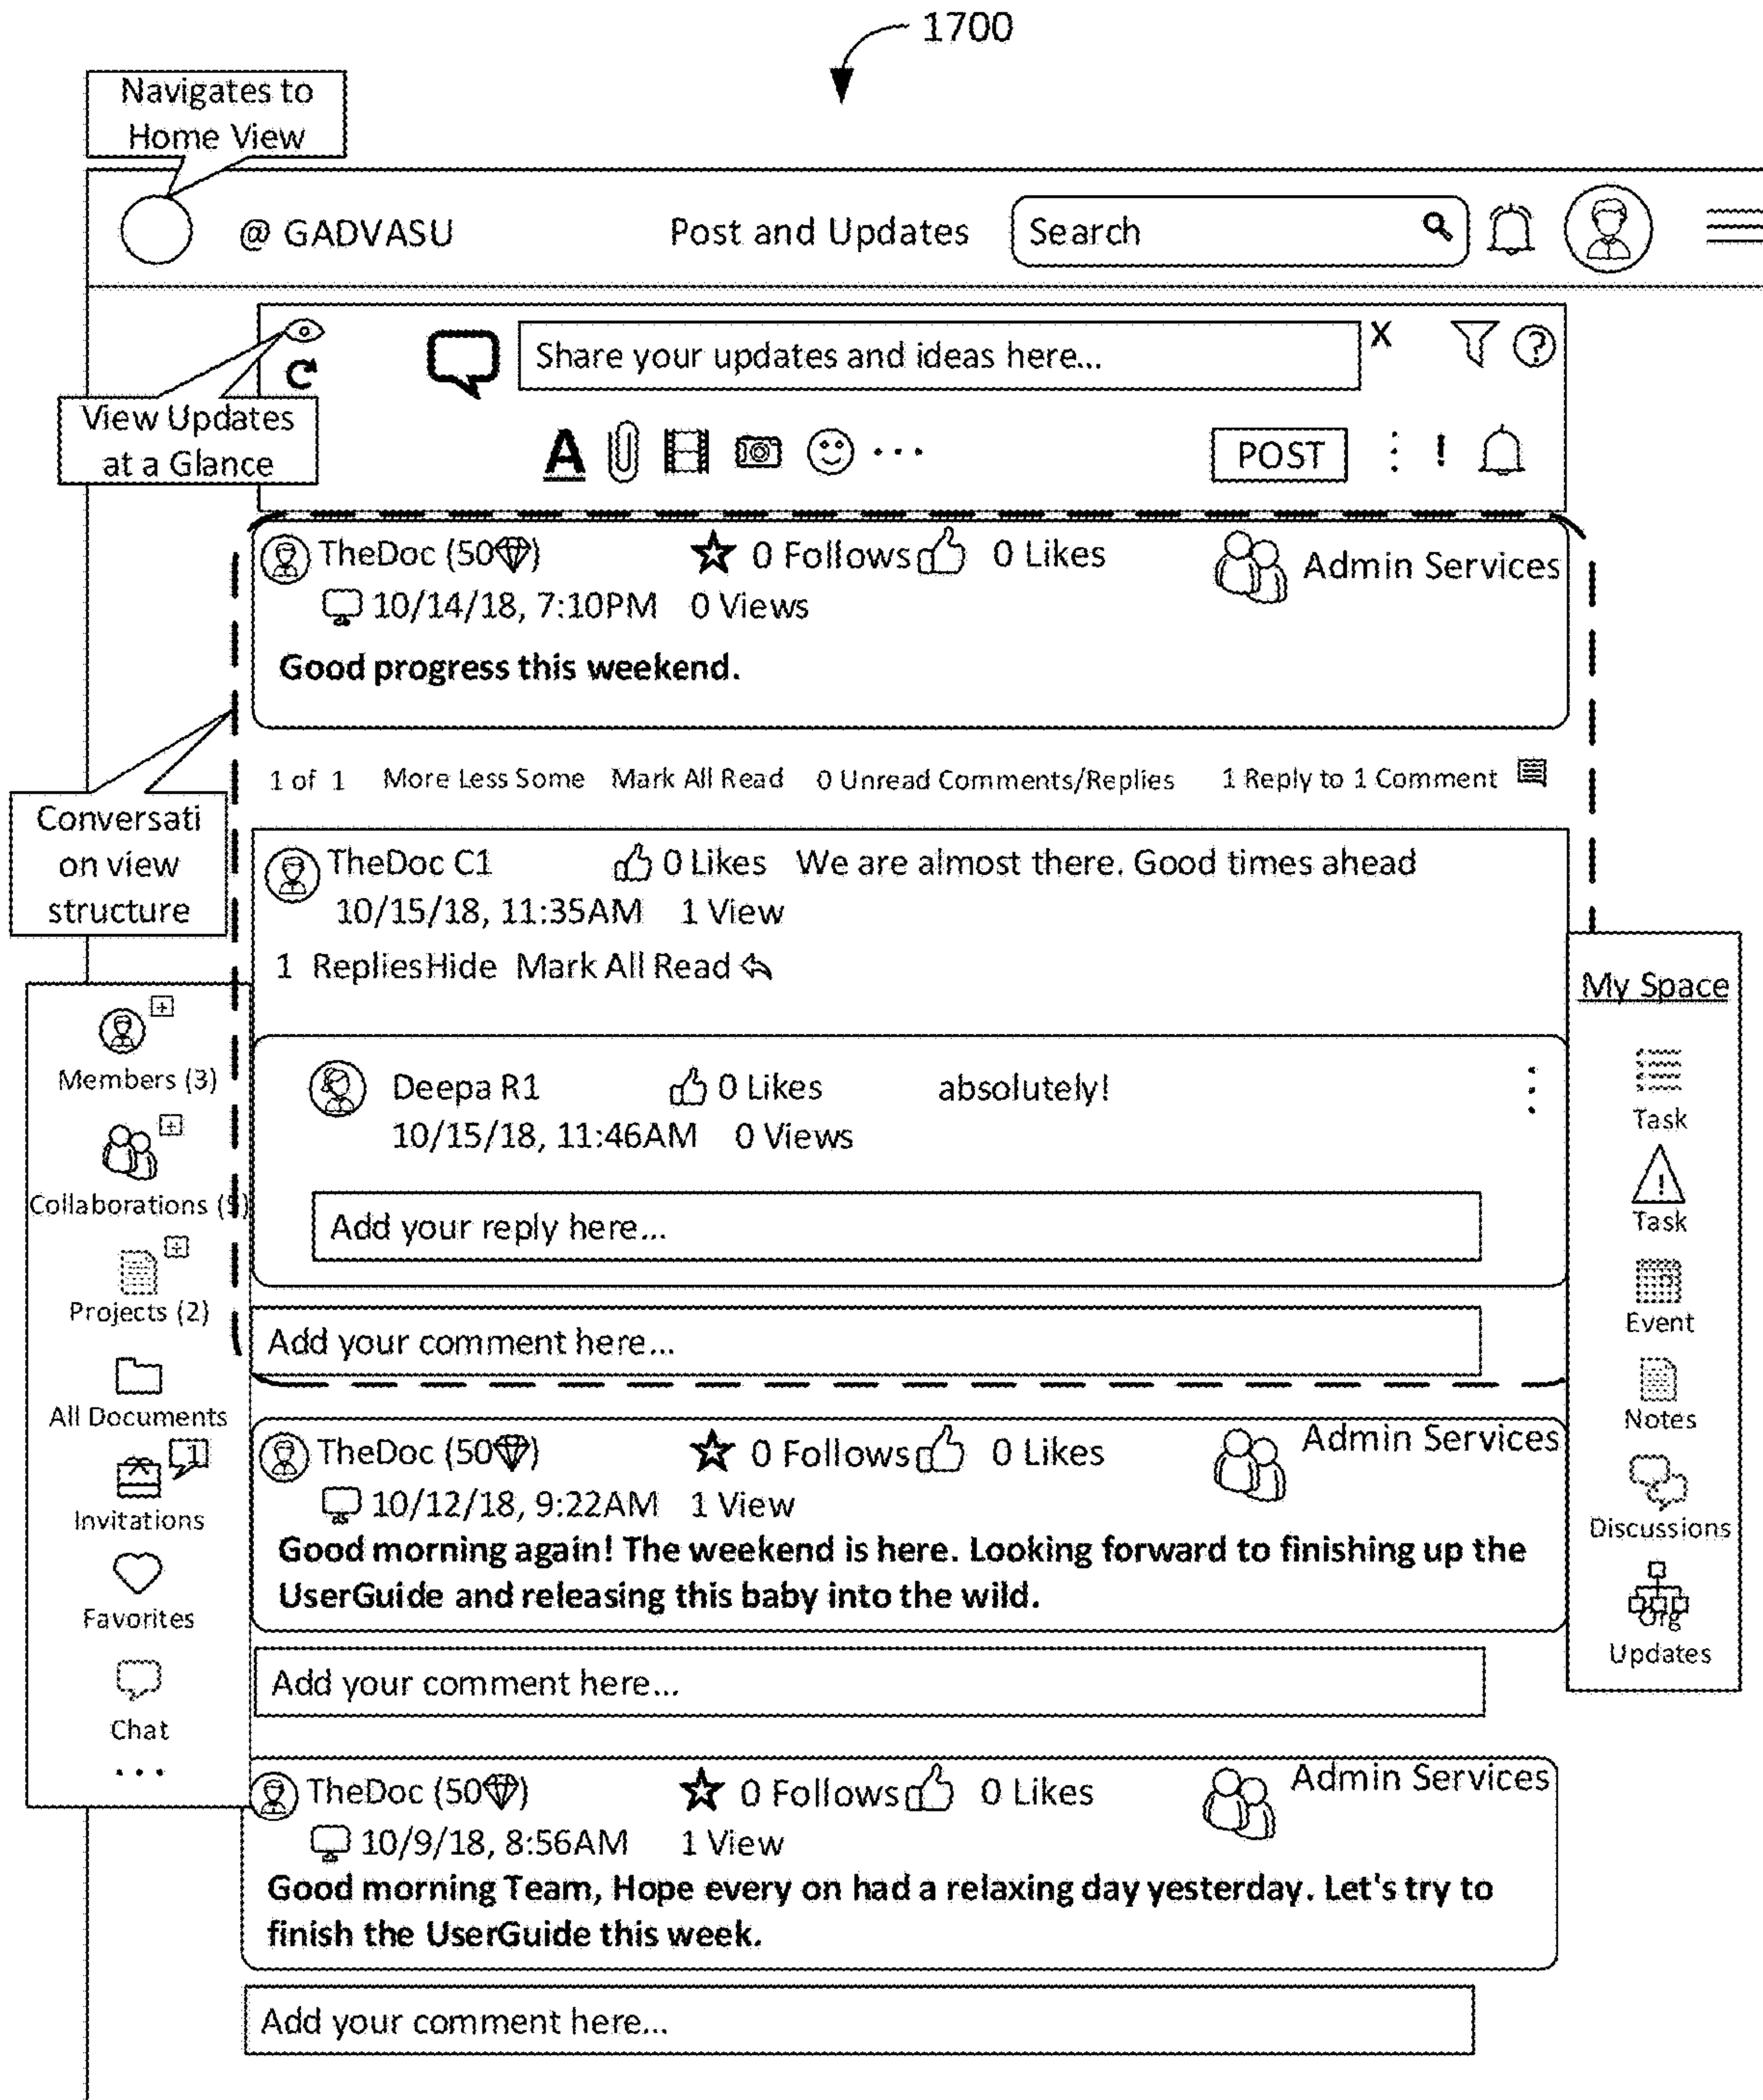 1700
Navigates to
Home View
@ GADVASU
Post and Updates
Search
Share your updates and ideas here...
X
?
View Updates
at a Glance
A
...
POST
!
TheDoc (50)
0 Follows
0 Likes
Admin Services
10/14/18, 7:10PM 0 Views
Good progress this weekend.
1 of 1 More Less Some Mark All Read 0 Unread Comments/Replies 1 Reply to 1 Comment
Conversati
on view
structure
TheDoc C1
0 Likes We are almost there. Good times ahead
10/15/18, 11:35AM 1 View
1 RepliesHide Mark All Read
Deepa R1
0 Likes absolutely!
10/15/18, 11:46AM 0 Views
Add your reply here...
Add your comment here...
TheDoc (50)
0 Follows
0 Likes
Admin Services
10/12/18, 9:22AM 1 View
Good morning again! The weekend is here. Looking forward to finishing up the
UserGuide and releasing this baby into the wild.
Add your comment here...
TheDoc (50)
0 Follows
0 Likes
Admin Services
10/9/18, 8:56AM 1 View
Good morning Team, Hope every on had a relaxing day yesterday. Let's try to
finish the UserGuide this week.
Add your comment here...
Members (3)
Collaborations
Projects (2)
All Documents
1
Invitations
Favorites
Chat
...
My Space
Task
!
Task
Event
Notes
Discussions
Org
Updates